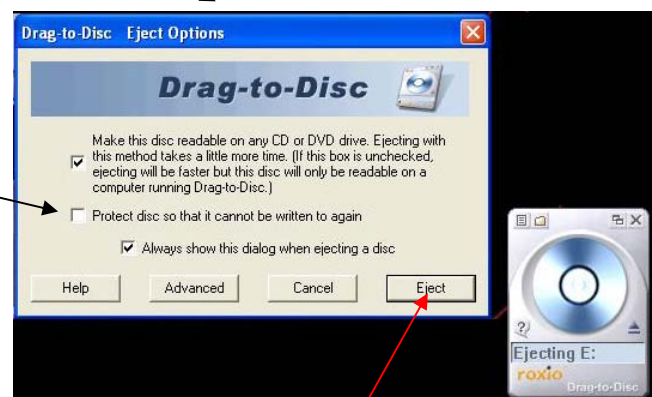 Drag-to-Disc Eject Options
Drag-to-Disc
Make this disc readable on any CD or DVD drive. Ejecting with
this method takes a little more time. (If this box is unchecked,
ejecting will be faster but this disc will only be readable on a
computer running Drag-to-Disc.)
Protect disc so that it cannot be written to again
Always show this dialog when ejecting a disc
Help Advanced Cancel Eject
?
Ejecting E:
roxio
Drag-to-Disc